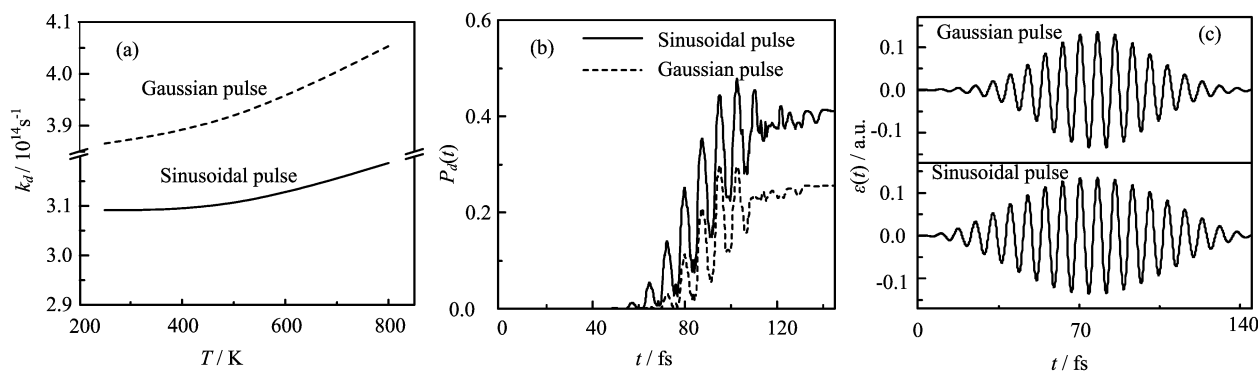 (a)
4.1
4.0
3.9
3.1
3.0
2.9
k_d / 10^14 s^-1
Gaussian pulse
Sinusoidal pulse
200 400 600 800
T / K
(b)
0.6
0.4
0.2
0.0
P_d(t)
Sinusoidal pulse
Gaussian pulse
0 40 80 120
t / fs
(c)
Gaussian pulse
0.1
0.0
-0.1
ε(t) / a.u.
Sinusoidal pulse
0.1
0.0
-0.1
0 70 140
t / fs